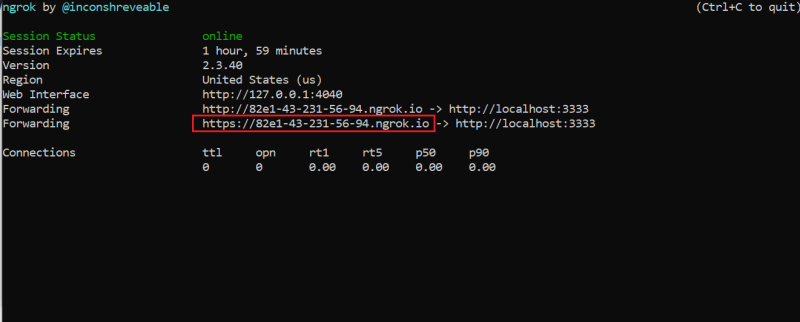 ngrok by @inconshreveable (Ctrl+C to quit)
Session Status online
Session Expires 1 hour, 59 minutes
Version 2.3.40
Region United States (us)
Web Interface http://127.0.0.1:4040
Forwarding http://82e1-43-231-56-94.ngrok.io -> http://localhost:3333
Forwarding https://82e1-43-231-56-94.ngrok.io -> http://localhost:3333
Connections ttl opn rt1 rt5 p50 p90
0 0 0.00 0.00 0.00 0.00